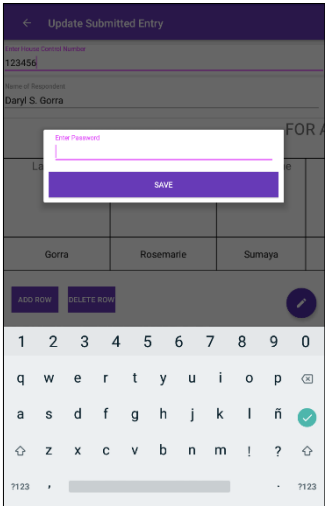 ← Update Submitted Entry
Enter House Control Number
123456
Name of Respondent
Daryl S. Gorra
FOR A
La
e
Enter Password
SAVE
Gorra Rosemarie Sumaya
ADD ROW DELETE ROW
1 2 3 4 5 6 7 8 9 0
q w e r t y u i o p
a s d f g h j k l ñ
z x c v b n m ! ?
?123 , . ?123